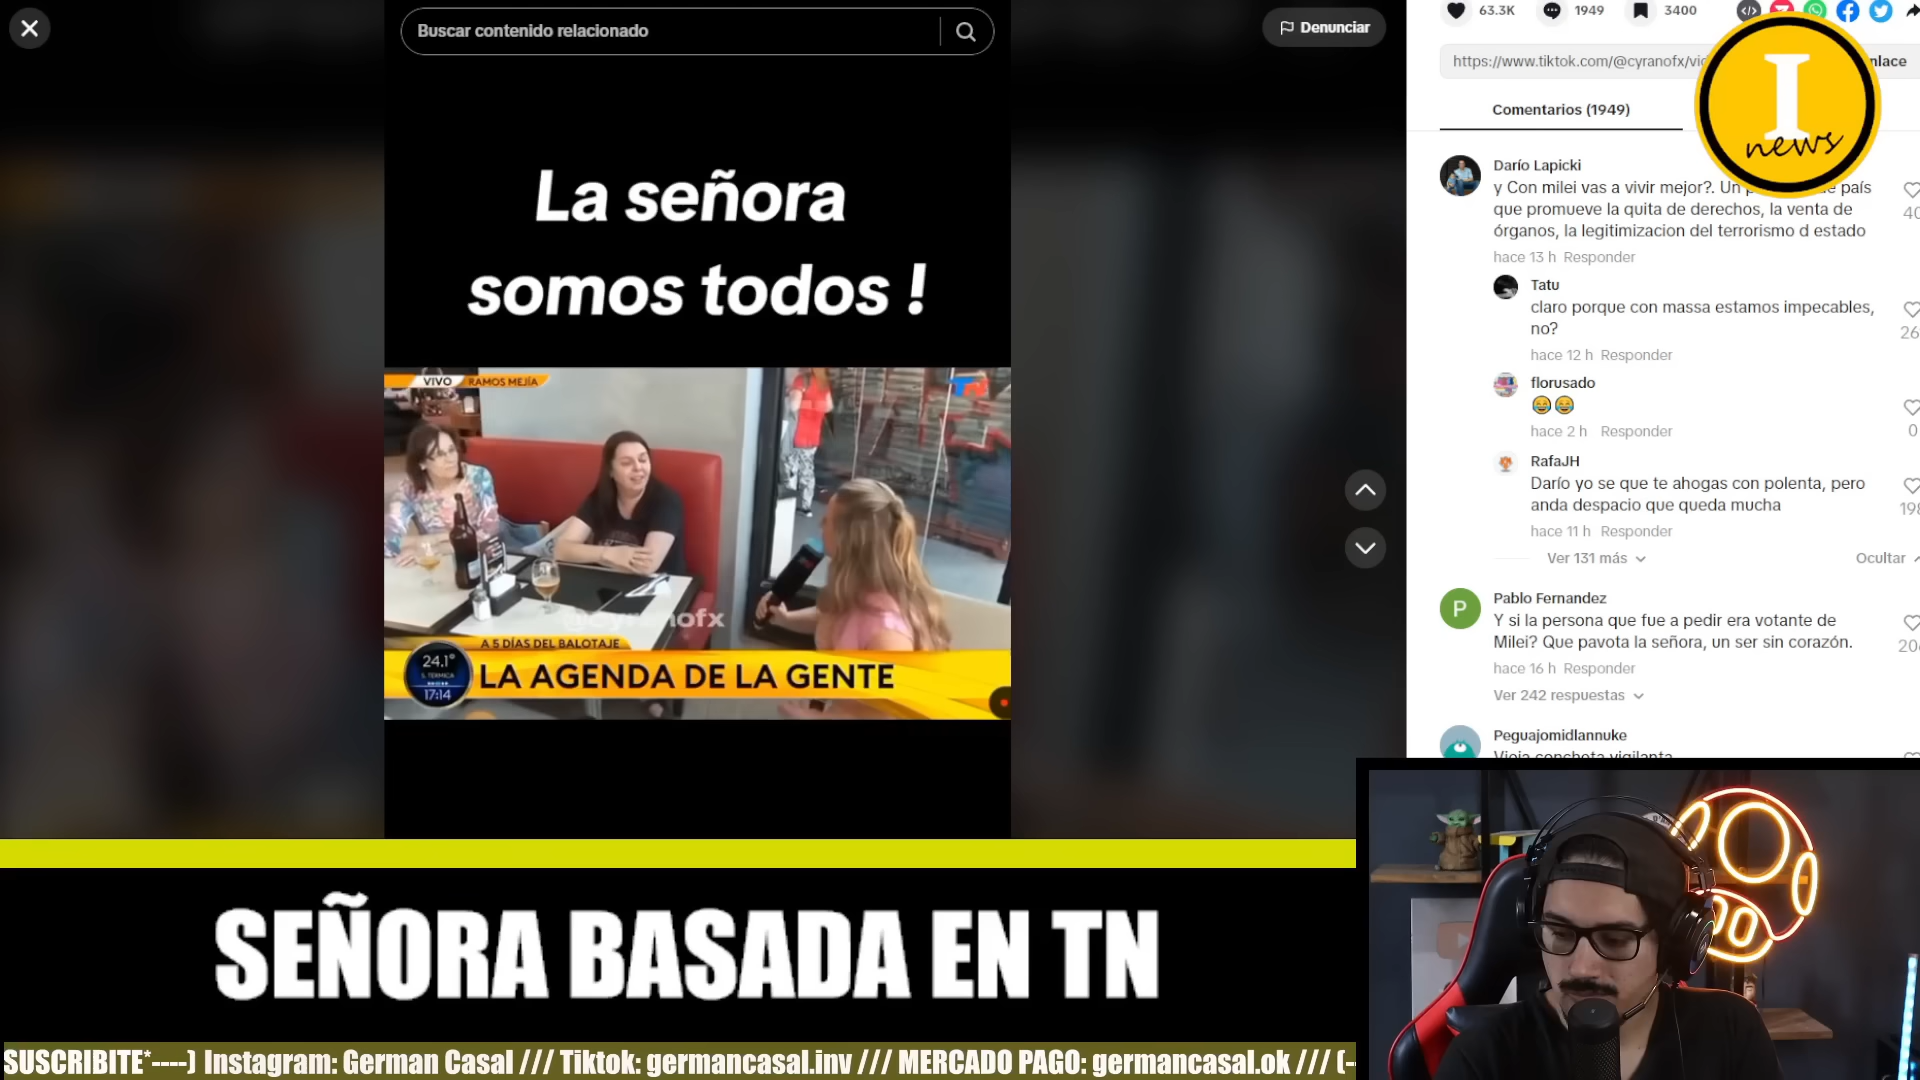 Buscar contenido relacionado
Denunciar
La señora
somos todos !
VIVO RAMOS MEJÍA
A 5 DÍAS DEL BALOTAJE
24.1°
17:14
LA AGENDA DE LA GENTE
63.3K 1949 3400
https://www.tiktok.com/@cyranofx/vi
nlace
Comentarios (1949)
I
news
Darío Lapicki
y Con milei vas a vivir mejor?. Un país
que promueve la quita de derechos, la venta de
órganos, la legitimizacion del terrorismo d estado
hace 13 h Responder
Tatu
claro porque con massa estamos impecables,
no?
26
hace 12 h Responder
florusado
😂😂
0
hace 2 h Responder
RafaJH
Darío yo se que te ahogas con polenta, pero
anda despacio que queda mucha
198
hace 11 h Responder
Ver 131 más
Ocultar
Pablo Fernandez
Y si la persona que fue a pedir era votante de
Milei? Que pavota la señora, un ser sin corazón.
hace 16 h Responder
Ver 242 respuestas
P
Peguajomidlannuke
Vieja concheta vigilanta
SEÑORA BASADA EN TN
SUSCRIBITE*----) Instagram: German Casal /// Tiktok: germancasal.inv /// MERCADO PAGO: germancasal.ok /// (-